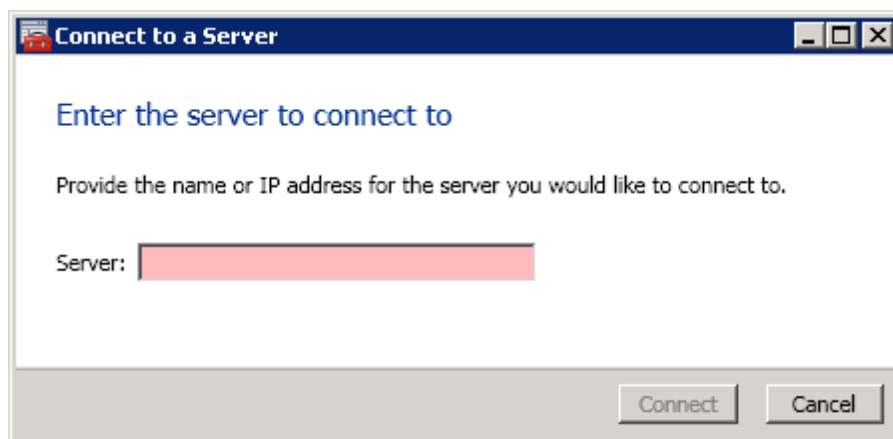 Connect to a Server
Enter the server to connect to
Provide the name or IP address for the server you would like to connect to.
Server:
Connect Cancel